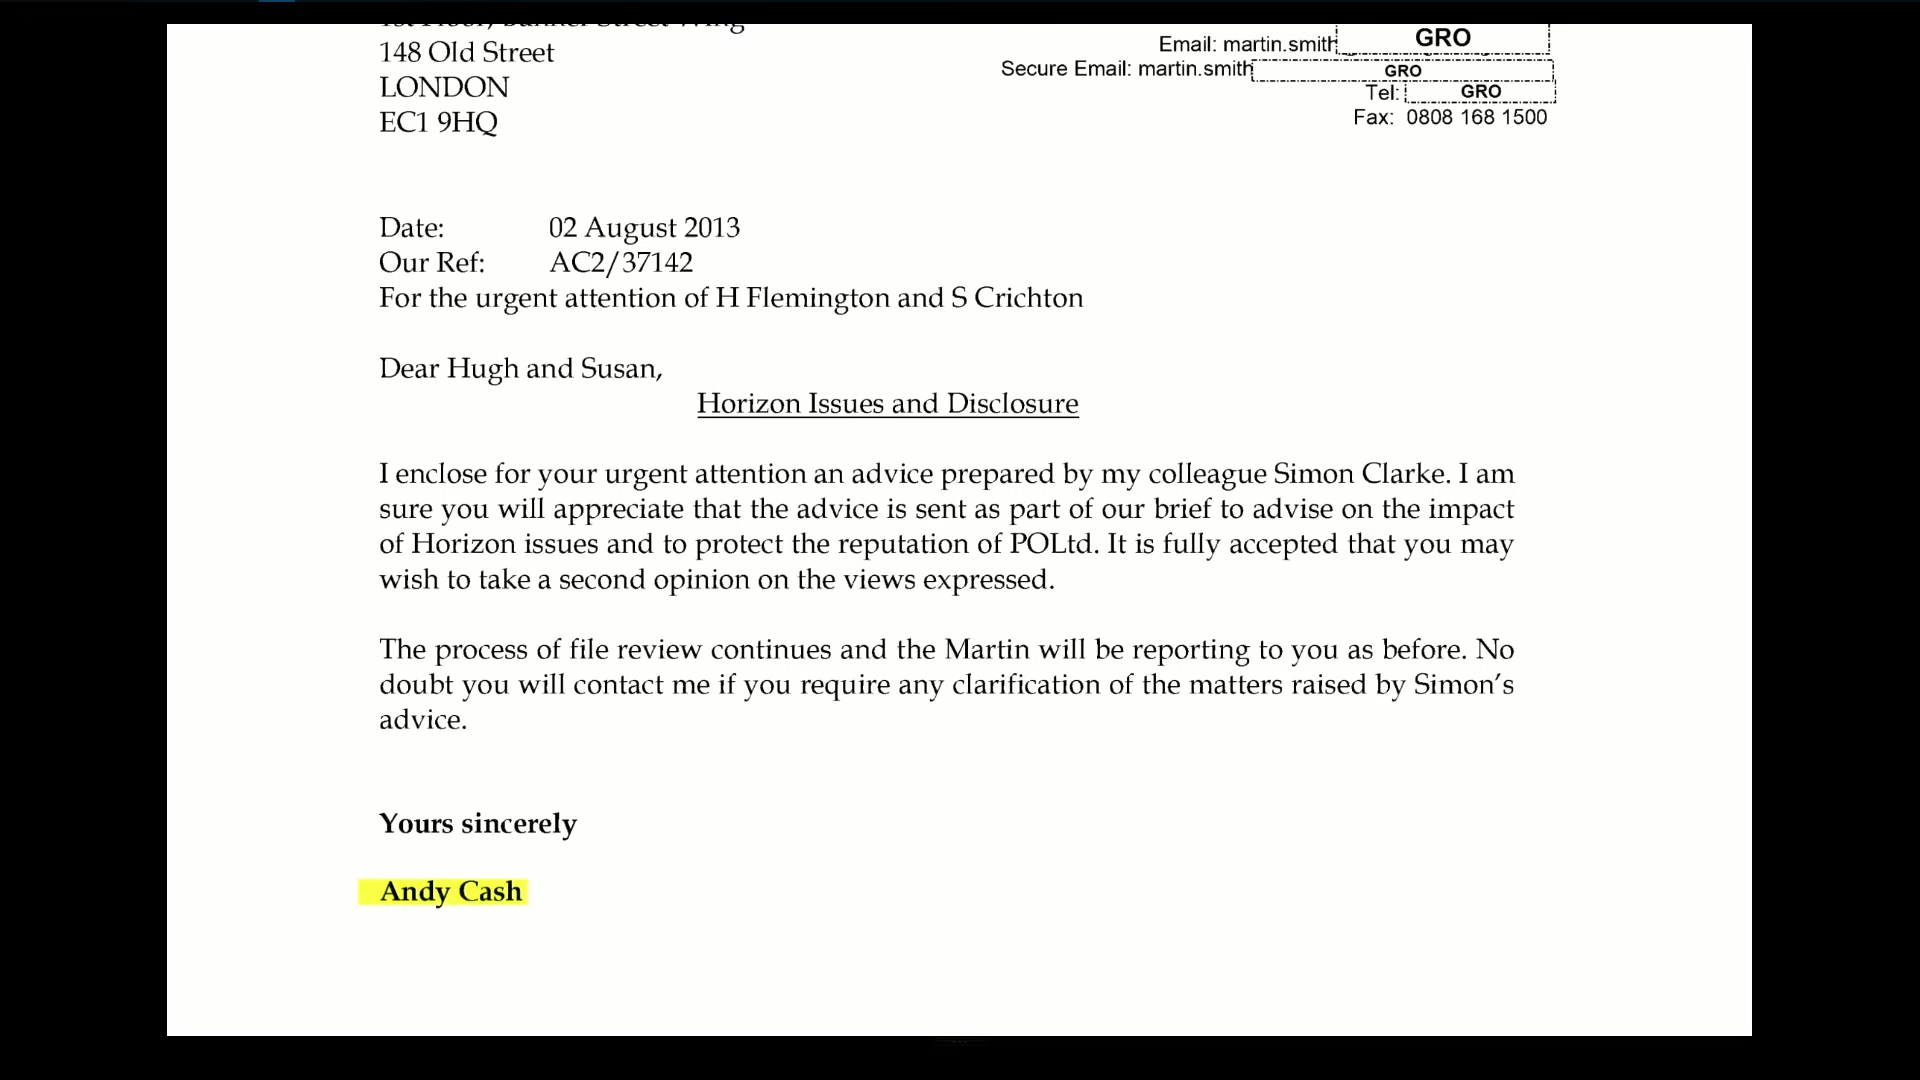 148 Old Street
LONDON
EC1 9HQ
Email: martin.smith GRO
Secure Email: martin.smith GRO
Tel: GRO
Fax: 0808 168 1500
Date: 02 August 2013
Our Ref: AC2/37142
For the urgent attention of H Flemington and S Crichton
Dear Hugh and Susan,
Horizon Issues and Disclosure
I enclose for your urgent attention an advice prepared by my colleague Simon Clarke. I am
sure you will appreciate that the advice is sent as part of our brief to advise on the impact
of Horizon issues and to protect the reputation of POLtd. It is fully accepted that you may
wish to take a second opinion on the views expressed.
The process of file review continues and the Martin will be reporting to you as before. No
doubt you will contact me if you require any clarification of the matters raised by Simon’s
advice.
Yours sincerely
Andy Cash